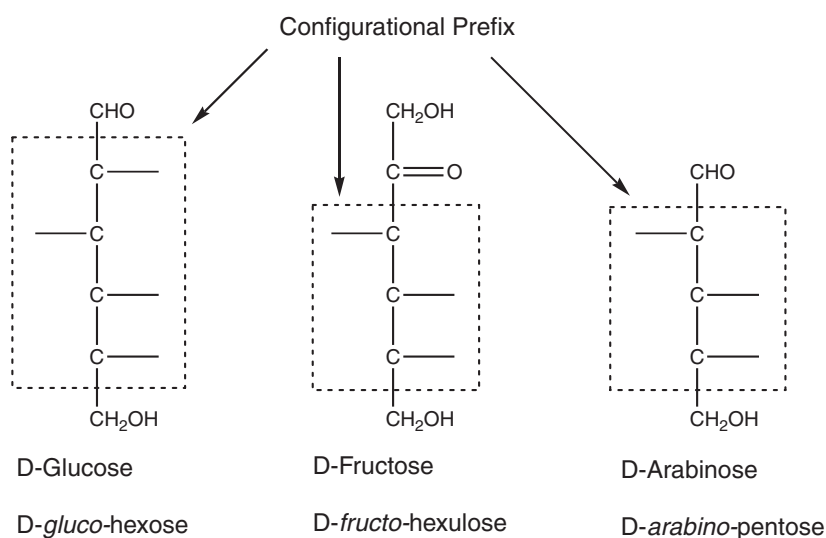 Configurational Prefix
CHO
C
C
C
C
CH₂OH
D-Glucose
D-gluco-hexose
CH₂OH
C O
C
C
C
CH₂OH
D-Fructose
D-fructo-hexulose
CHO
C
C
C
CH₂OH
D-Arabinose
D-arabino-pentose